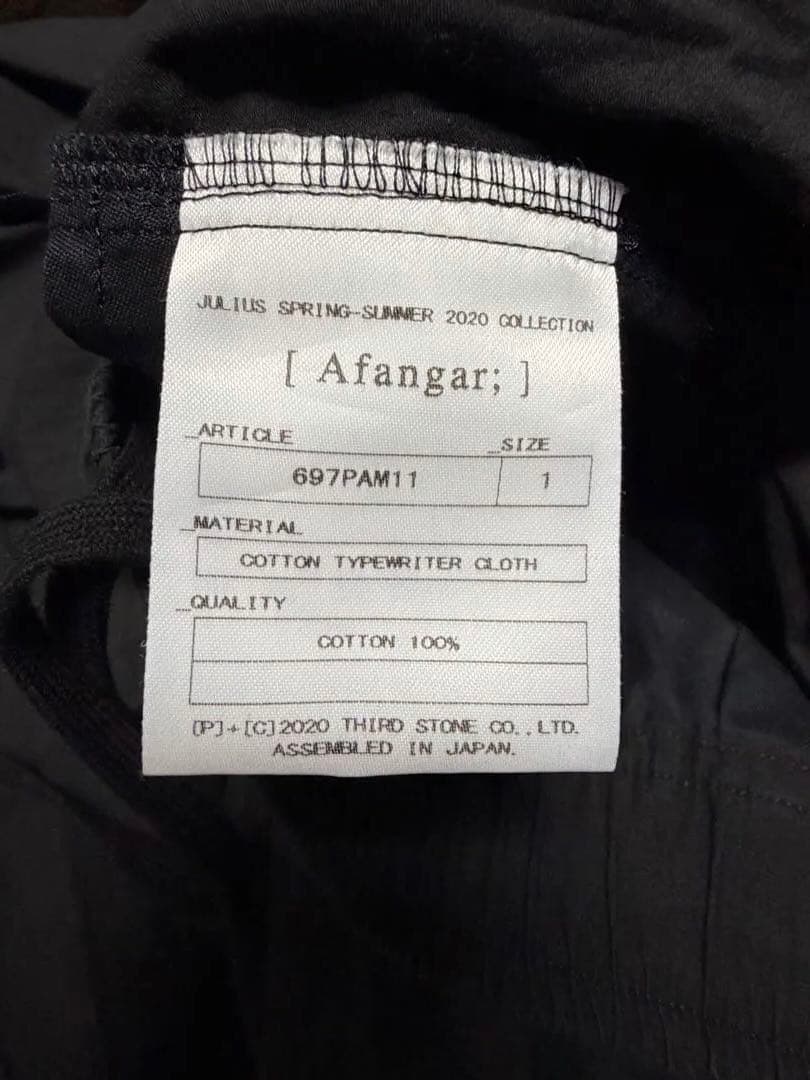 JULIUS SPRING-SUMMER 2020 COLLECTION
[ Afangar; ]
_ARTICLE
_SIZE
697PAM11
1
_MATERIAL
COTTON TYPEWRITER CLOTH
_QUALITY
COTTON 100%
[P]+[C]2020 THIRD STONE CO.,LTD.
ASSEMBLED IN JAPAN.